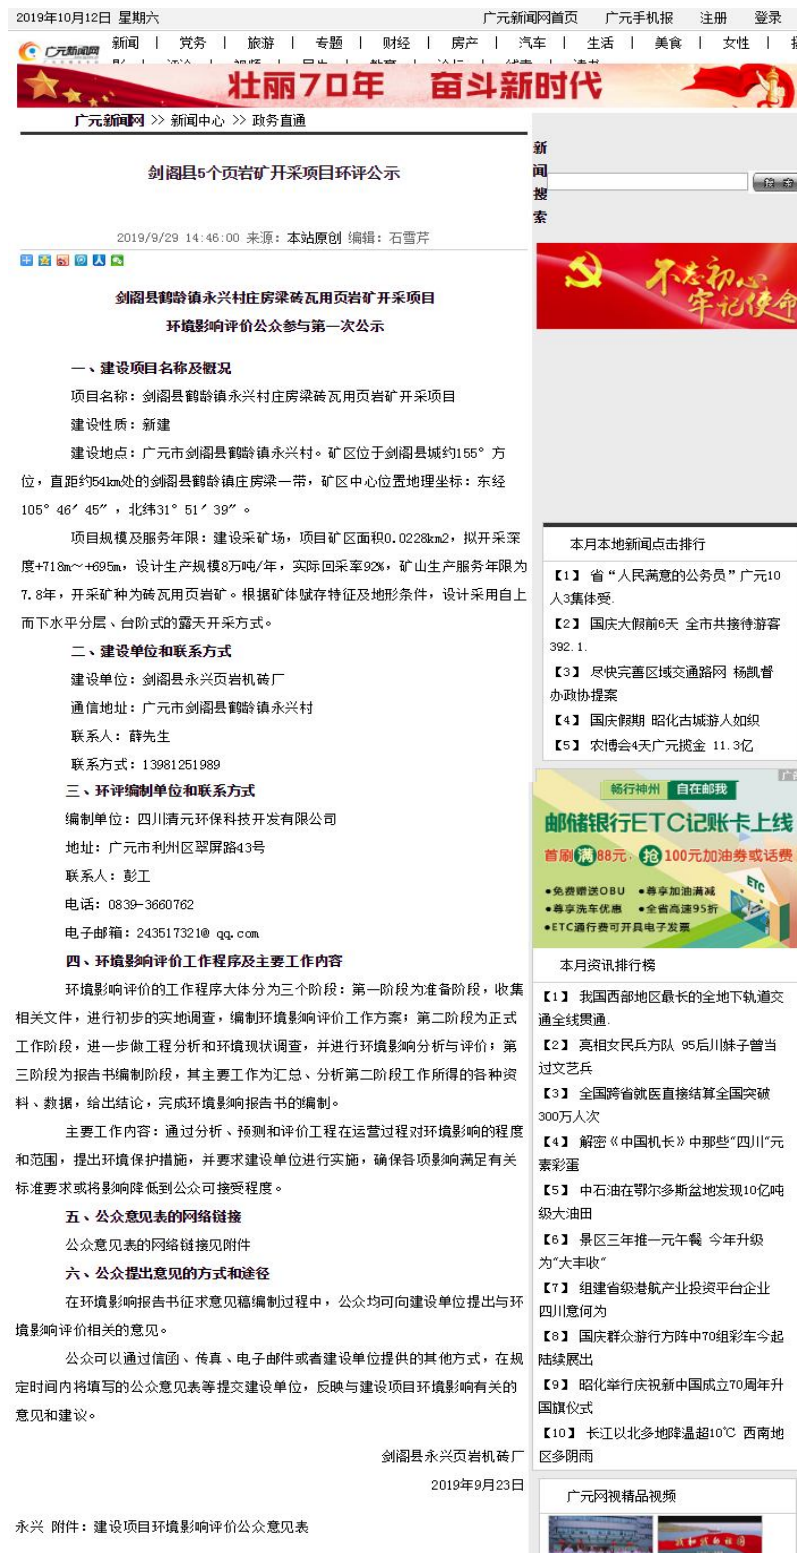 2019年10月12日 星期六
广元新闻网首页 广元手机报 注册 登录
广元新闻网
新闻 | 党务 | 旅游 | 专题 | 财经 | 房产 | 汽车 | 生活 | 美食 | 女性 |
壮丽70年 奋斗新时代
广元新闻网 >> 新闻中心 >> 政务直通
剑阁县5个页岩矿开采项目环评公示
2019/9/29 14:46:00 来源: 本站原创 编辑: 石雪芹
剑阁县鹤龄镇永兴村庄房梁砖瓦用页岩矿开采项目
环境影响评价公众参与第一次公示
一、建设项目名称及概况
项目名称: 剑阁县鹤龄镇永兴村庄房梁砖瓦用页岩矿开采项目
建设性质: 新建
建设地点: 广元市剑阁县鹤龄镇永兴村。矿区位于剑阁县城约155°方
位,直距约54km处的剑阁县鹤龄镇庄房梁一带,矿区中心位置地理坐标: 东经
105°46′45″,北纬31°51′39″。
项目规模及服务年限: 建设采矿场,项目矿区面积0.0228km2,拟开采深
度+718m～+695m,设计生产规模8万吨/年,实际回采率92%,矿山生产服务年限为
7.8年,开采矿种为砖瓦用页岩矿。根据矿体赋存特征及地形条件,设计采用自上
而下水平分层、台阶式的露天开采方式。
二、建设单位和联系方式
建设单位: 剑阁县永兴页岩机砖厂
通信地址: 广元市剑阁县鹤龄镇永兴村
联系人: 薛先生
联系方式: 13981251989
三、环评编制单位和联系方式
编制单位: 四川清元环保科技开发有限公司
地址: 广元市利州区翠屏路43号
联系人: 彭工
电话: 0839-3660762
电子邮箱: 243517321@ qq.com
四、环境影响评价工作程序及主要工作内容
环境影响评价的工作程序大体分为三个阶段: 第一阶段为准备阶段,收集
相关文件,进行初步的实地调查,编制环境影响评价工作方案; 第二阶段为正式
工作阶段,进一步做工程分析和环境现状调查,并进行环境影响分析与评价; 第
三阶段为报告书编制阶段,其主要工作为汇总、分析第二阶段工作所得的各种资
料、数据,给出结论,完成环境影响报告书的编制。
主要工作内容: 通过分析、预测和评价工程在运营过程对环境影响的程度
和范围,提出环境保护措施,并要求建设单位进行实施,确保各项影响满足有关
标准要求或将影响降低到公众可接受程度。
五、公众意见表的网络链接
公众意见表的网络链接见附件
六、公众提出意见的方式和途径
在环境影响报告书征求意见稿编制过程中,公众均可向建设单位提出与环
境影响评价相关的意见。
公众可以通过信函、传真、电子邮件或者建设单位提供的其他方式,在规
定时间内将填写的公众意见表等提交建设单位,反映与建设项目环境影响有关的
意见和建议。
剑阁县永兴页岩机砖厂
2019年9月23日
永兴 附件: 建设项目环境影响评价公众意见表
新
闻
搜
索
搜 索
不忘初心
牢记使命
本月本地新闻点击排行
【1】 省“人民满意的公务员”广元10
人3集体受.
【2】 国庆大假前6天 全市共接待游客
392.1.
【3】 尽快完善区域交通路网 杨凯督
办政协提案
【4】 国庆假期 昭化古城游人如织
【5】 农博会4天广元揽金 11.3亿
畅行神州 自在邮我
邮储银行ETC记账卡上线
首刷满88元,抢100元加油券或话费
•免费赠送OBU •尊享加油满减
•尊享洗车优惠 •全省高速95折
•ETC通行费可开具电子发票
ETC
本月资讯排行榜
【1】 我国西部地区最长的全地下轨道交
通全线贯通.
【2】 亮相女民兵方队 95后川妹子曾当
过文艺兵
【3】 全国跨省就医直接结算全国突破
300万人次
【4】 解密《中国机长》中那些“四川”元
素彩蛋
【5】 中石油在鄂尔多斯盆地发现10亿吨
级大油田
【6】 景区三年推一元午餐 今年升级
为“大丰收”
【7】 组建省级港航产业投资平台企业
四川意何为
【8】 国庆群众游行方阵中70组彩车今起
陆续展出
【9】 昭化举行庆祝新中国成立70周年升
国旗仪式
【10】 长江以北多地降温超10℃ 西南地
区多阴雨
广元网视精品视频
我和我的祖国